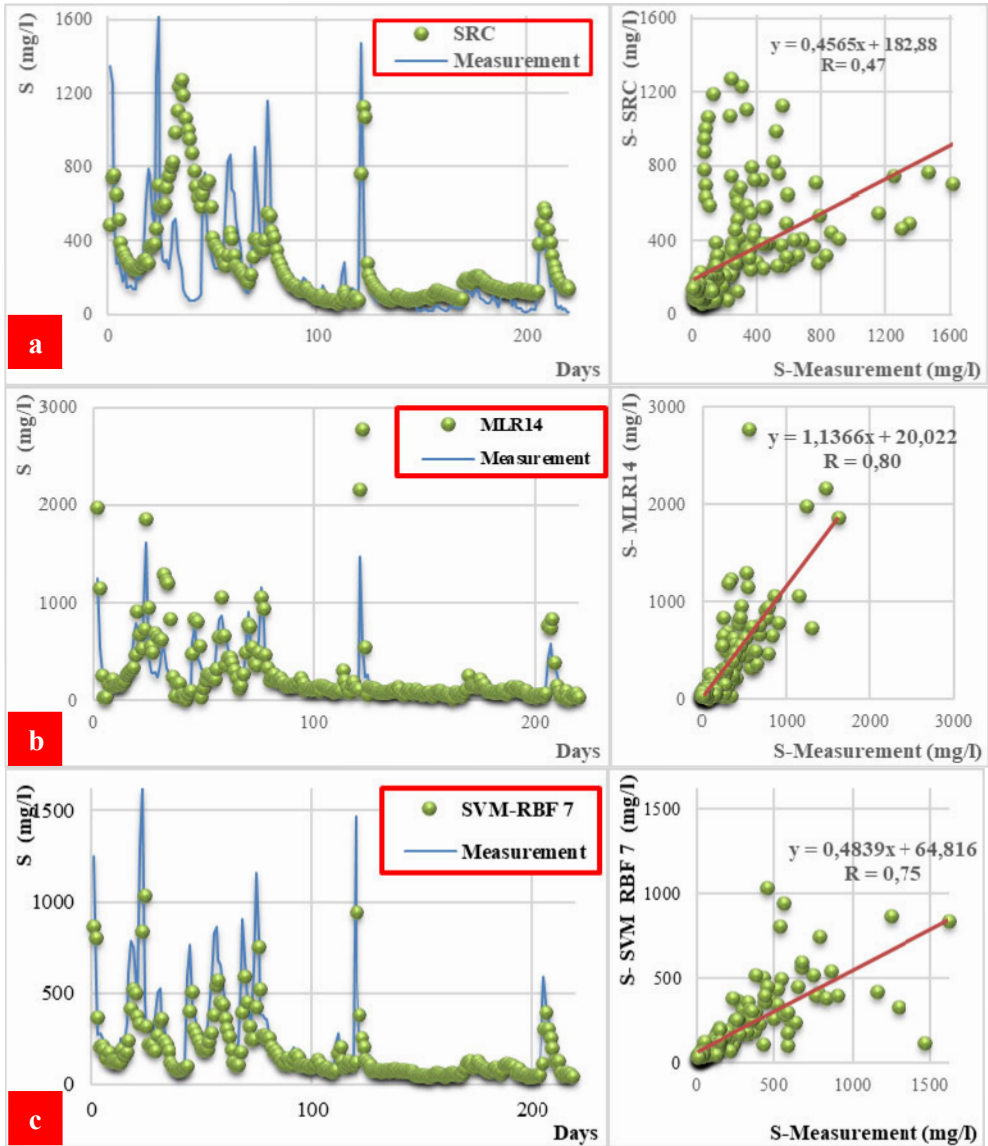 S (mg/l)
1600
1200
800
400
0
0
100
200
Days
SRC
Measurement
a
S- SRC (mg/l)
1600
1200
800
400
0
0
400
800
1200
1600
y = 0,4565x + 182,88
R= 0,47
S-Measurement (mg/l)
S (mg/l)
3000
2000
1000
0
0
100
200
Days
MLR14
Measurement
b
S- MLR14 (mg/l)
3000
2000
1000
0
0
1000
2000
3000
y = 1,1366x + 20,022
R = 0,80
S-Measurement (mg/l)
S (mg/l)
1500
1000
500
0
0
100
200
Days
SVM-RBF 7
Measurement
c
S- SVM RBF 7 (mg/l)
1500
1000
500
0
0
500
1000
1500
y = 0,4839x + 64,816
R = 0,75
S-Measurement (mg/l)